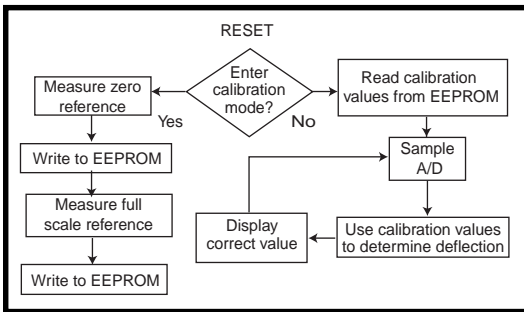 RESET
Enter
calibration
mode?
Yes
No
Measure zero
reference
Write to EEPROM
Measure full
scale reference
Write to EEPROM
Read calibration
values from EEPROM
Sample
A/D
Use calibration values
to determine deflection
Display
correct value